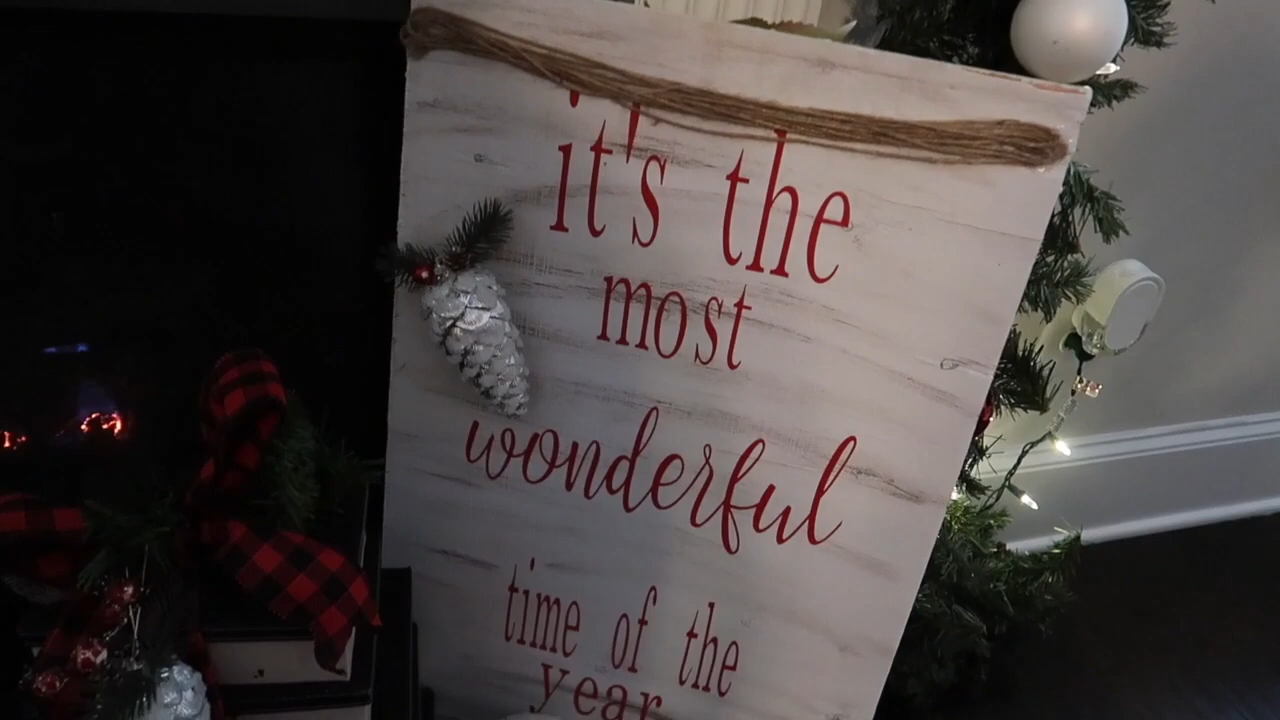 it's the
most
wonderful
time of the
year